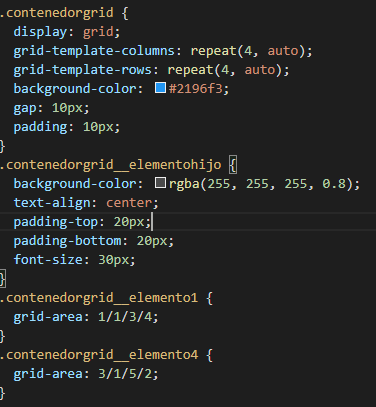 .contenedorgrid {
display: grid;
grid-template-columns: repeat(4, auto);
grid-template-rows: repeat(4, auto);
background-color: #2196f3;
gap: 10px;
padding: 10px;
}
.contenedorgrid__elementohijo {
background-color: rgba(255, 255, 255, 0.8);
text-align: center;
padding-top: 20px;
padding-bottom: 20px;
font-size: 30px;
}
.contenedorgrid__elemento1 {
grid-area: 1/1/3/4;
}
.contenedorgrid__elemento4 {
grid-area: 3/1/5/2;
}